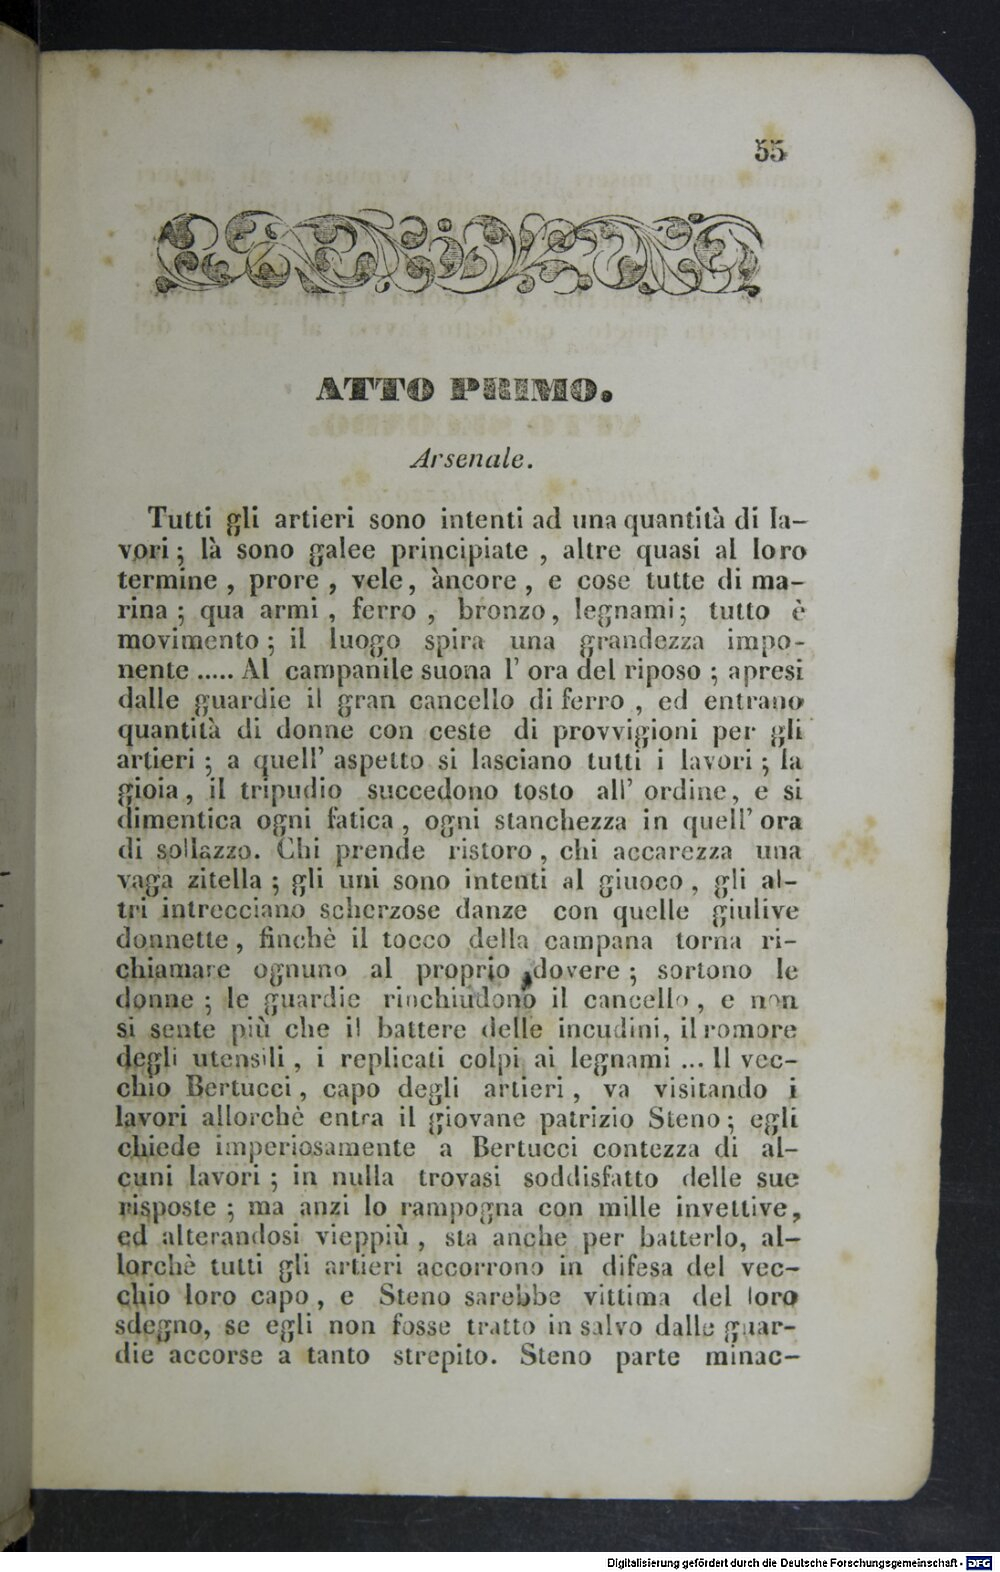 55
ATTO PRIMO.
Arsenale.
Tutti gli artieri sono intenti ad una quantità di la-
vori; là sono galee principiate, altre quasi al loro
termine, prore, vele, àncore, e cose tutte di ma-
rina; qua armi, ferro, bronzo, legnami; tutto è
movimento; il luogo spira una grandezza impo-
nente ..... Al campanile suona l' ora del riposo; apresi
dalle guardie il gran cancello di ferro, ed entrano
quantità di donne con ceste di provvigioni per gli
artieri; a quell' aspetto si lasciano tutti i lavori; la
gioia, il tripudio succedono tosto all' ordine, e si
dimentica ogni fatica, ogni stanchezza in quell' ora
di sollazzo. Chi prende ristoro, chi accarezza una
vaga zitella; gli uni sono intenti al giuoco, gli al-
tri intrecciano scherzose danze con quelle giulive
donnette, finchè il tocco della campana torna ri-
chiamare ognuno al proprio dovere; sortono le
donne; le guardie rinchiudono il cancello, e non
si sente più che il battere delle incudini, il romore
degli utensili, i replicati colpi ai legnami ... Il vec-
chio Bertucci, capo degli artieri, va visitando i
lavori allorchè entra il giovane patrizio Steno; egli
chiede imperiosamente a Bertucci contezza di al-
cuni lavori; in nulla trovasi soddisfatto delle sue
risposte; ma anzi lo rampogna con mille invettive,
ed alterandosi vieppiù, sta anche per batterlo, al-
lorchè tutti gli artieri accorrono in difesa del vec-
chio loro capo, e Steno sarebbe vittima del loro
sdegno, se egli non fosse tratto in salvo dalle guar-
die accorse a tanto strepito. Steno parte minac-
Digitalisierung gefördert durch die Deutsche Forschungsgemeinschaft - DFG